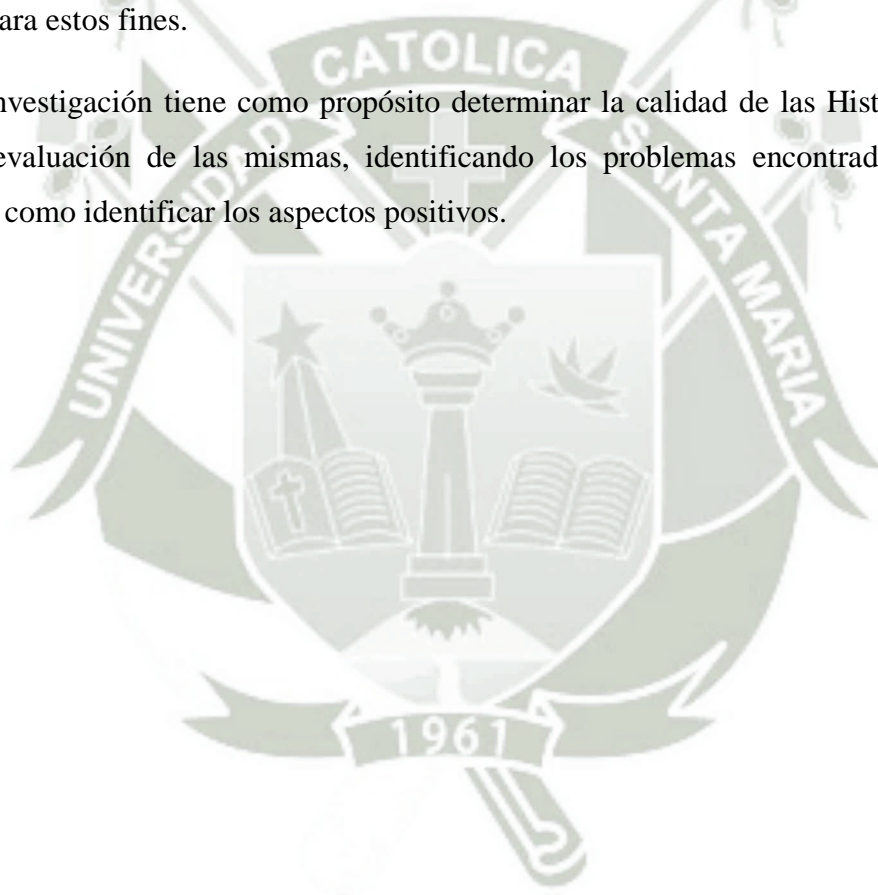 ara estos fines.
nvestigación tiene como propósito determinar la calidad de las Hist
evaluación de las mismas, identificando los problemas encontrad
como identificar los aspectos positivos.
UNIVERSIDAD CATOLICA SANTA MARIA
1961